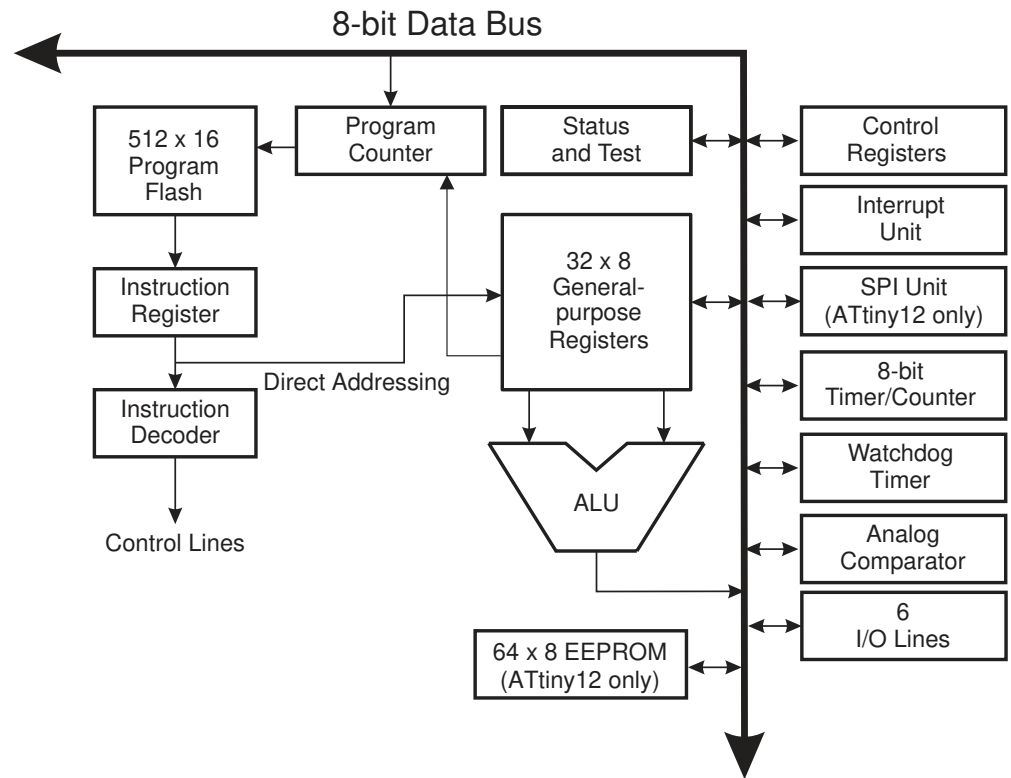 8-bit Data Bus
512 x 16
Program
Flash
Program
Counter
Status
and Test
Control
Registers
Interrupt
Unit
32 x 8
General-
purpose
Registers
SPI Unit
(ATtiny12 only)
Instruction
Register
8-bit
Timer/Counter
Direct Addressing
Instruction
Decoder
Watchdog
Timer
ALU
Control Lines
Analog
Comparator
6
I/O Lines
64 x 8 EEPROM
(ATtiny12 only)